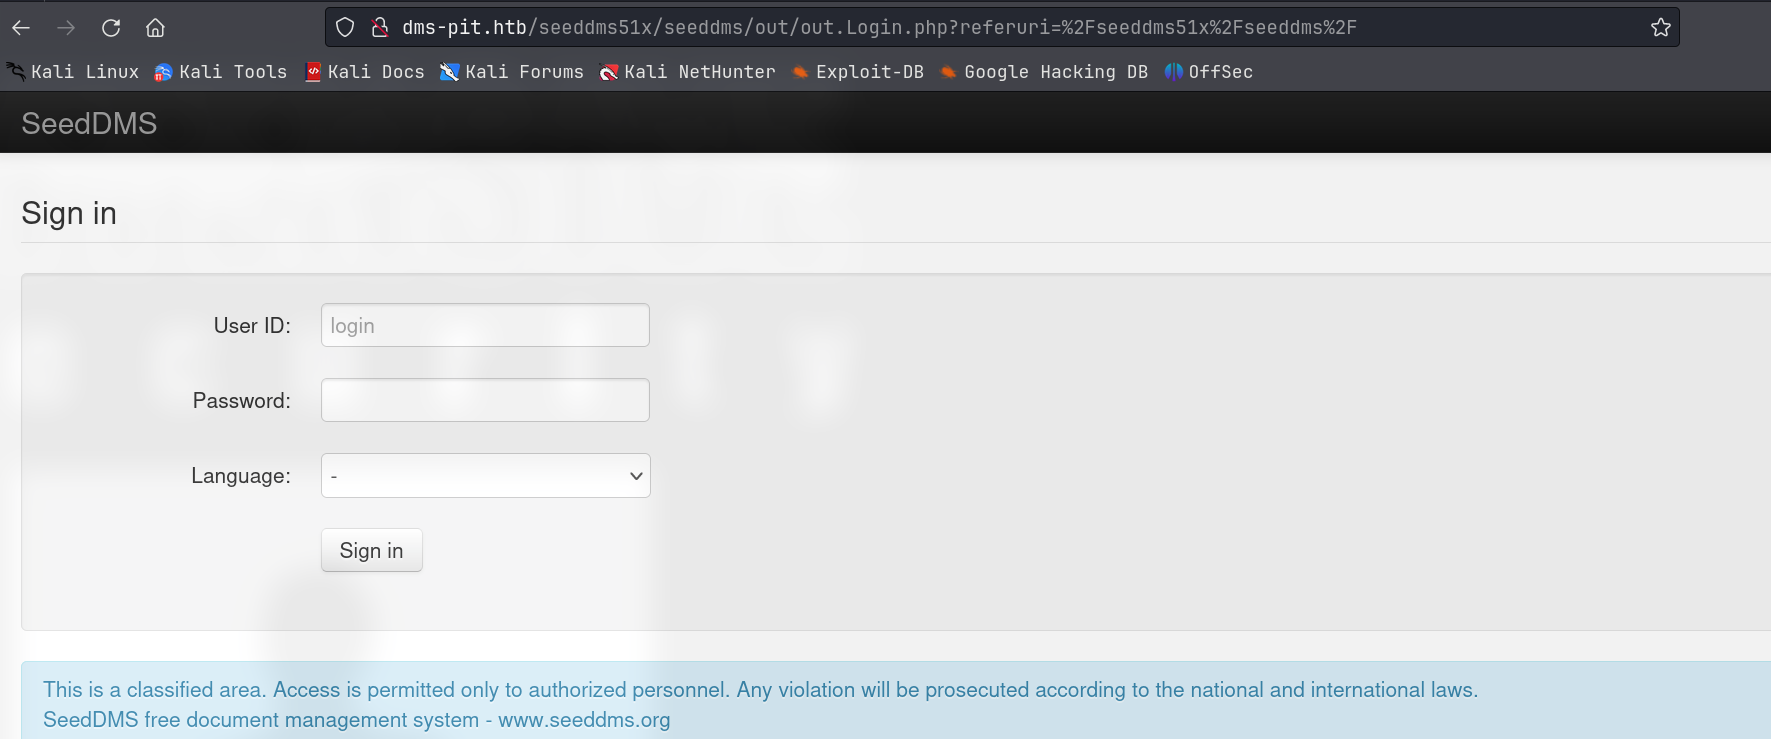 dms-pit.htb/seeddms51x/seeddms/out/out.Login.php?referuri=%2Fseeddms51x%2Fseeddms%2F
Kali Linux Kali Tools Kali Docs Kali Forums Kali NetHunter Exploit-DB Google Hacking DB OffSec
SeedDMS
Sign in
User ID: login
Password:
Language: -
Sign in
This is a classified area. Access is permitted only to authorized personnel. Any violation will be prosecuted according to the national and international laws.
SeedDMS free document management system - www.seeddms.org